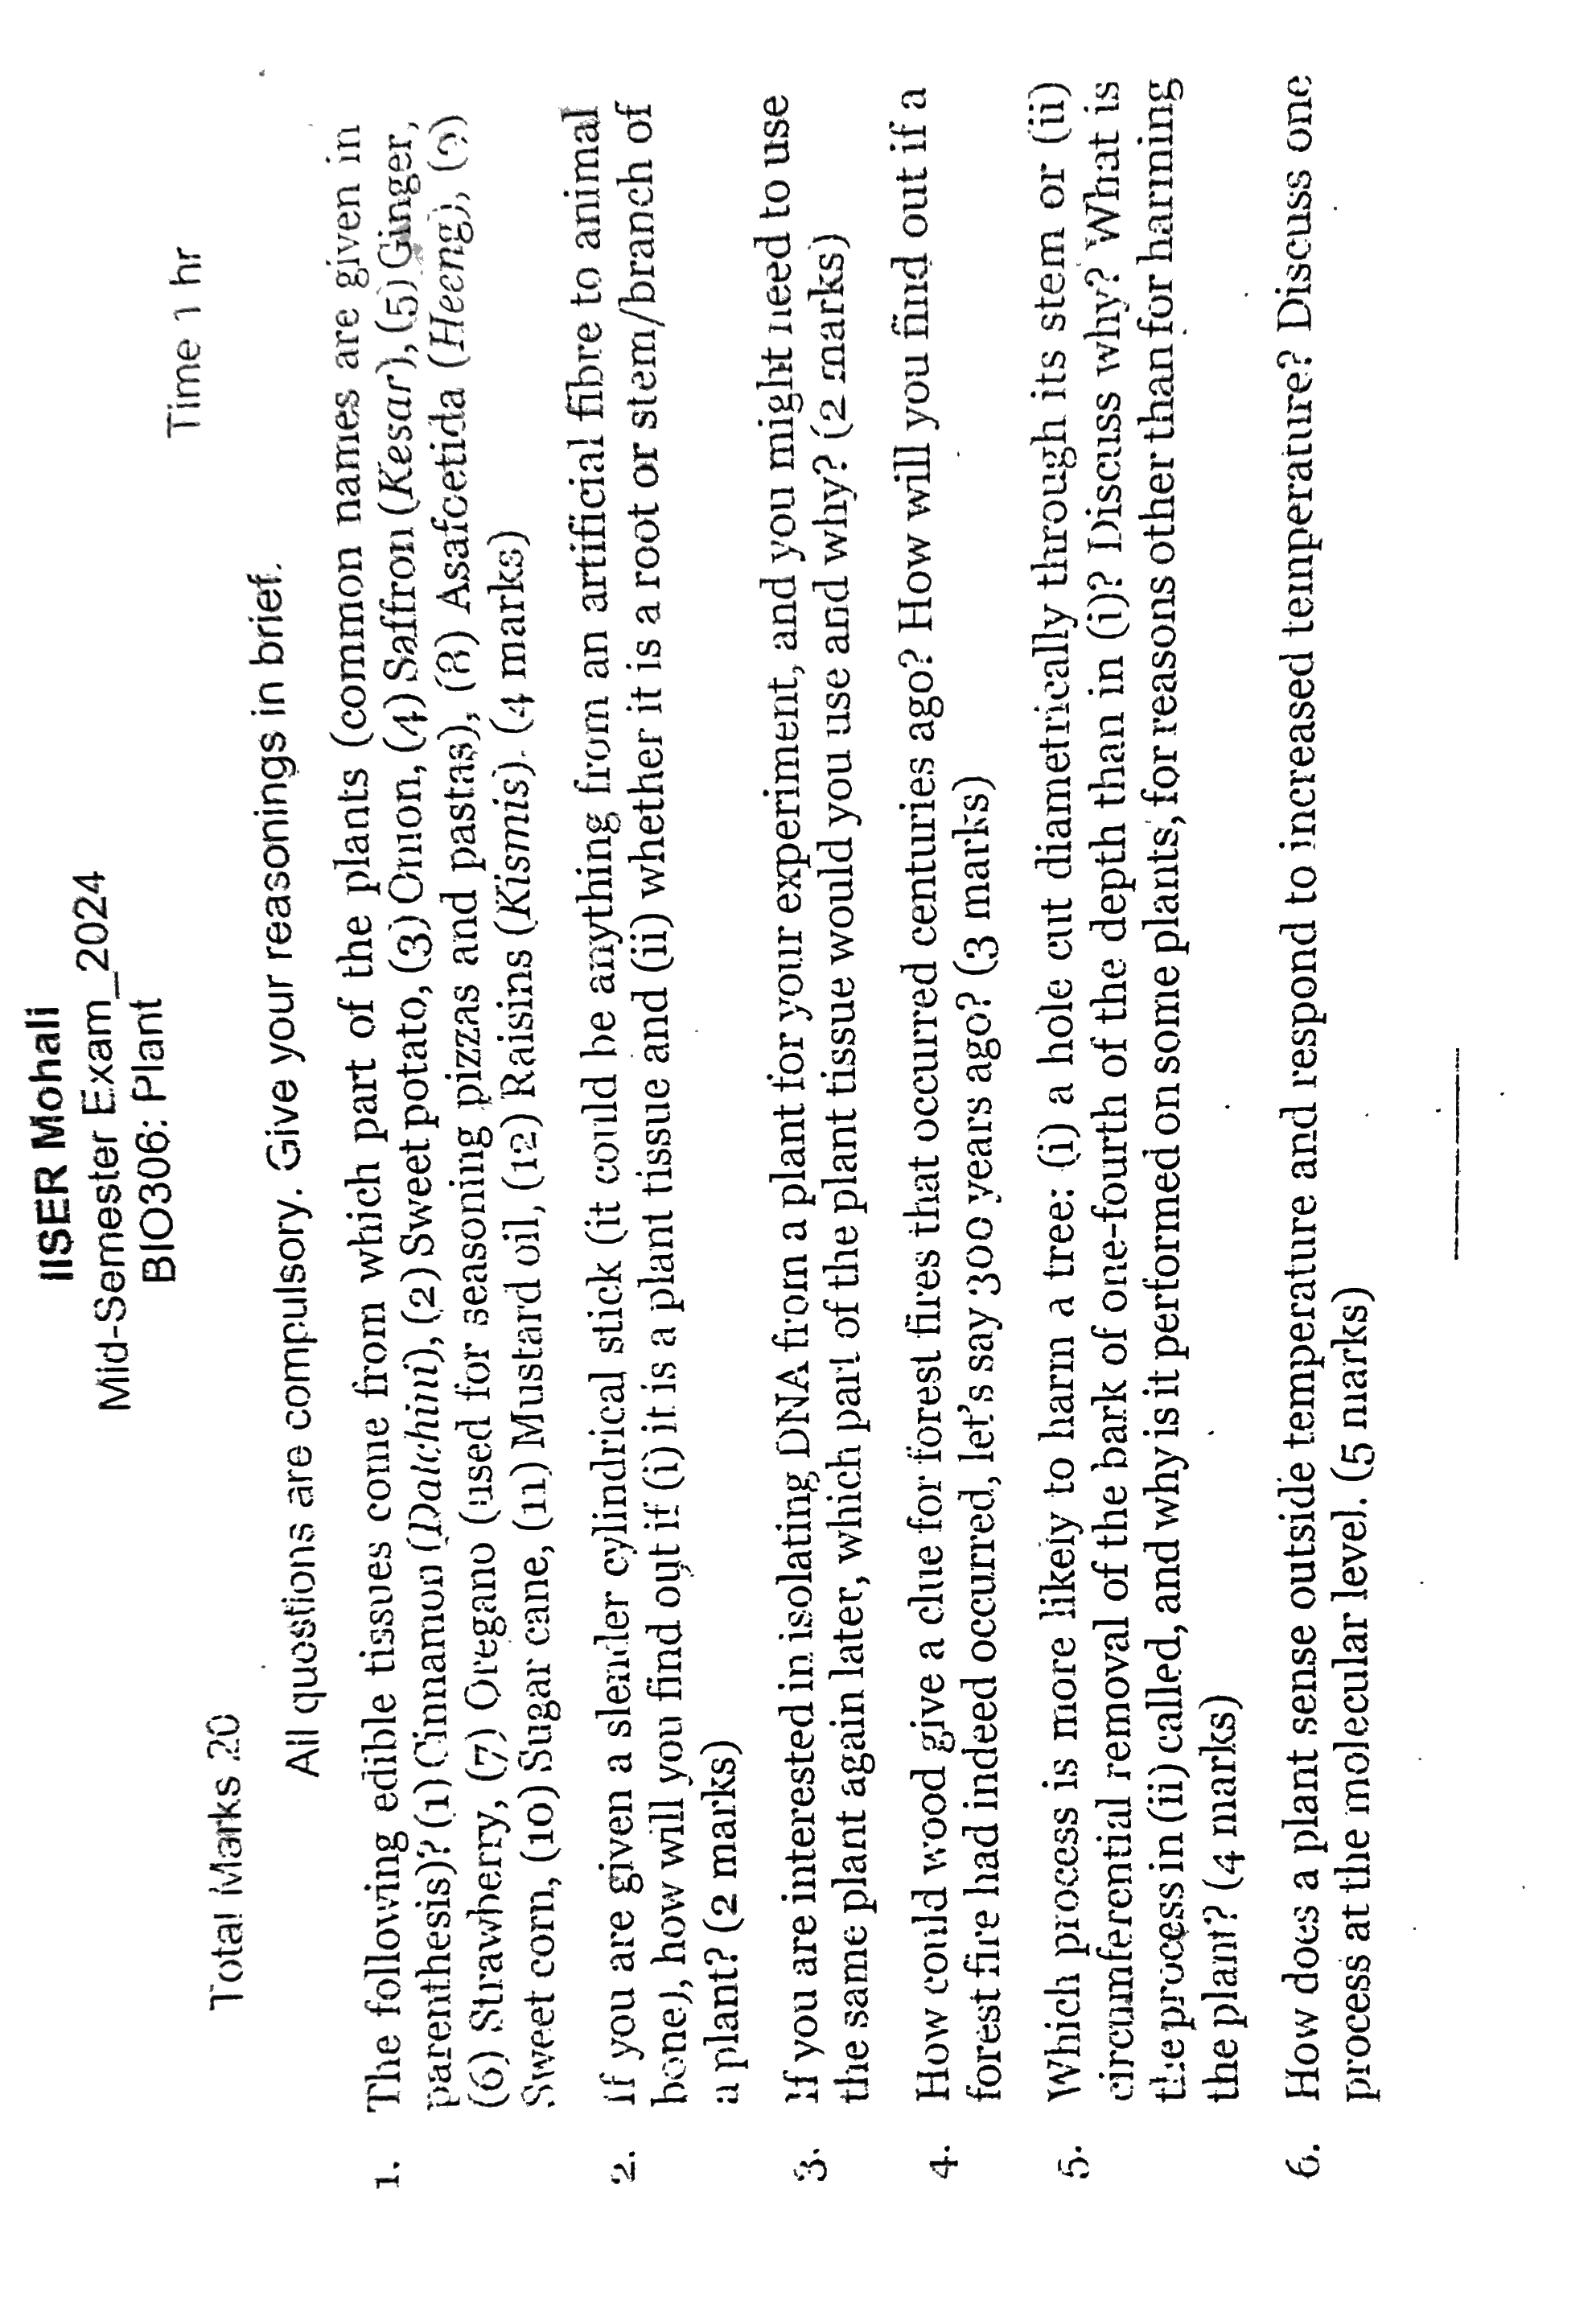 IISER Mohali
Mid-Semester Exam_2024
BIO306: Plant
Time 1 hr
Total Marks 20
All questions are compulsory. Give your reasonings in brief.
1. The following edible tissues come from which part of the plants (common names are given in
parenthesis)? (1) Cinnamon (Dalchini), (2) Sweet potato, (3) Onion, (4) Saffron (Kesar), (5) Ginger,
(6) Strawberry, (7) Oregano (used for seasoning pizzas and pastas), (8) Asafoetida (Heeng), (9)
Sweet corn, (10) Sugar cane, (11) Mustard oil, (12) Raisins (Kismis). (4 marks)
2. If you are given a slender cylindrical stick (it could be anything from an artificial fibre to animal
bone), how will you find out if (i) it is a plant tissue and (ii) whether it is a root or stem/branch of
a plant? (2 marks)
3. If you are interested in isolating DNA from a plant for your experiment, and you might need to use
the same plant again later, which part of the plant tissue would you use and why? (2 marks)
4. How could wood give a clue for forest fires that occurred centuries ago? How will you find out if a
forest fire had indeed occurred, let's say 300 years ago? (3 marks)
5. Which process is more likely to harm a tree: (i) a hole cut diametrically through its stem or (ii)
circumferential removal of the bark of one-fourth of the depth than in (i)? Discuss why? What is
the process in (ii) called, and why is it performed on some plants, for reasons other than for harming
the plant? (4 marks)
6. How does a plant sense outside temperature and respond to increased temperature? Discuss one
process at the molecular level. (5 marks)